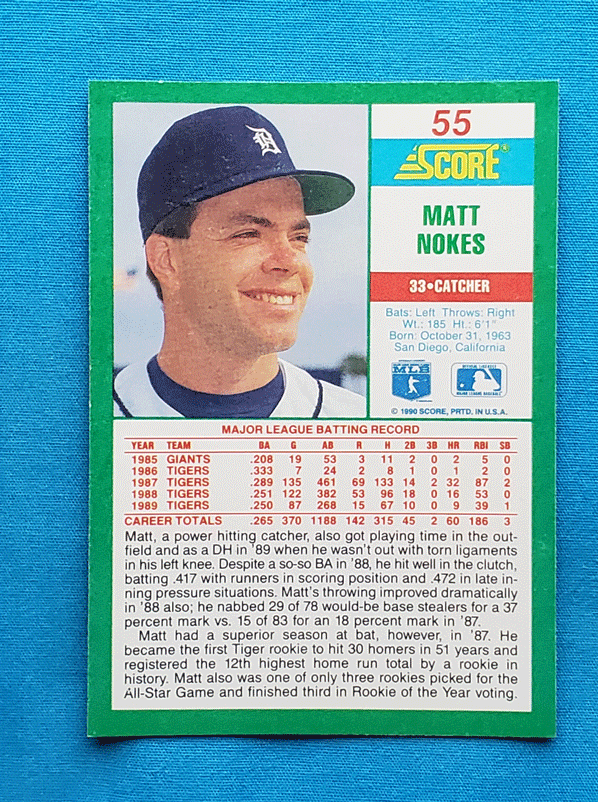 55
SCORE®
MATT
NOKES
33•CATCHER
Bats: Left Throws: Right
Wt.: 185 Ht.: 6'1"
Born: October 31, 1963
San Diego, California
© 1990 SCORE, PRTD. IN U.S.A.
MAJOR LEAGUE BATTING RECORD
YEAR TEAM BA G AB R H 2B 3B HR RBI SB
1985 GIANTS .208 19 53 3 11 2 0 2 5 0
1986 TIGERS .333 7 24 2 8 1 0 1 2 0
1987 TIGERS .289 135 461 69 133 14 2 32 87 2
1988 TIGERS .251 122 382 53 96 18 0 16 53 0
1989 TIGERS .250 87 268 15 67 10 0 9 39 1
CAREER TOTALS .265 370 1188 142 315 45 2 60 186 3
Matt, a power hitting catcher, also got playing time in the out-
field and as a DH in '89 when he wasn't out with torn ligaments
in his left knee. Despite a so-so BA in '88, he hit well in the clutch,
batting .417 with runners in scoring position and .472 in late in-
ning pressure situations. Matt's throwing improved dramatically
in '88 also; he nabbed 29 of 78 would-be base stealers for a 37
percent mark vs. 15 of 83 for an 18 percent mark in '87.
Matt had a superior season at bat, however, in '87. He
became the first Tiger rookie to hit 30 homers in 51 years and
registered the 12th highest home run total by a rookie in
history. Matt also was one of only three rookies picked for the
All-Star Game and finished third in Rookie of the Year voting.